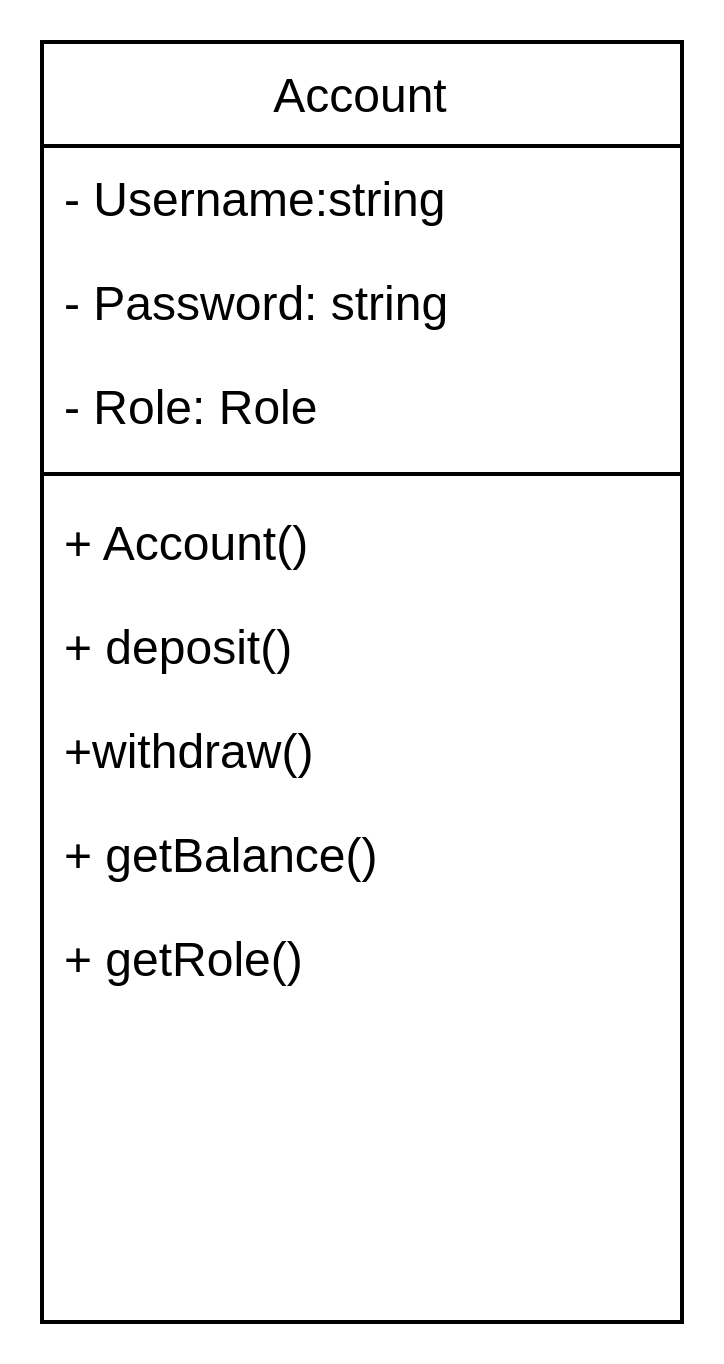 Account
- Username:string
- Password: string
- Role: Role
+ Account()
+ deposit()
+withdraw()
+ getBalance()
+ getRole()